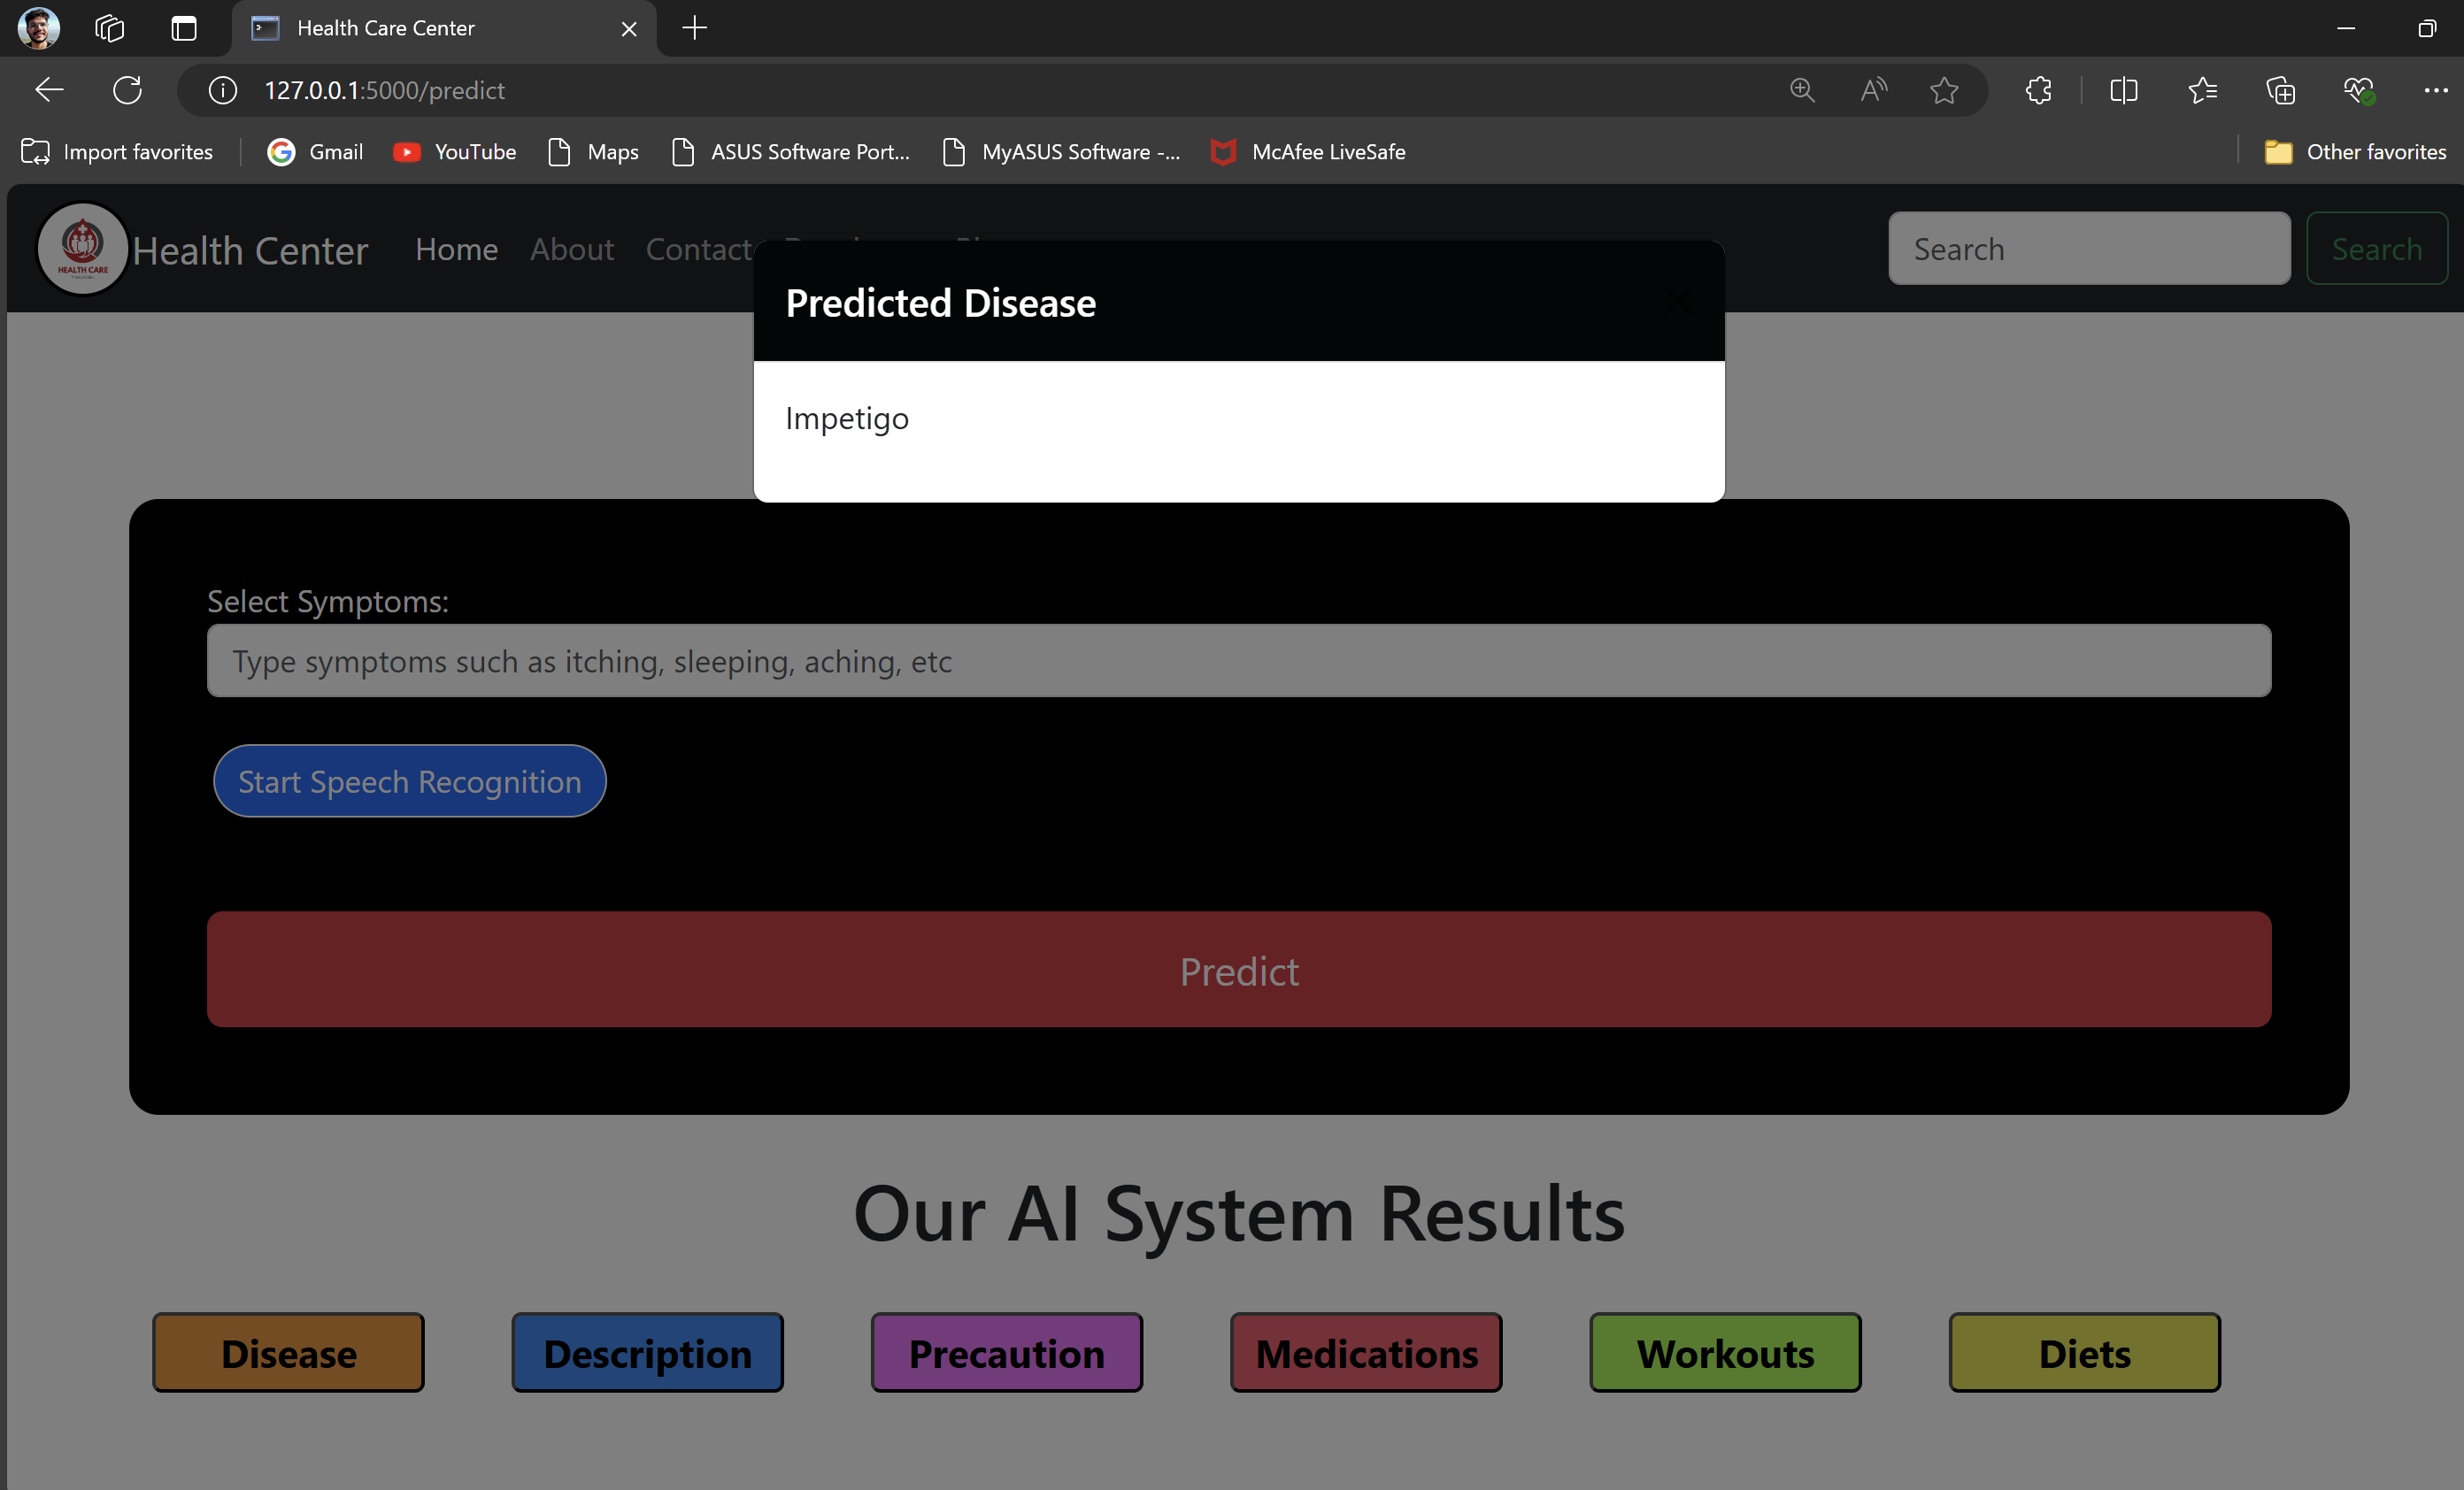 Health Care Center
127.0.0.1:5000/predict
Import favorites
Gmail
YouTube
Maps
ASUS Software Port...
MyASUS Software -...
McAfee LiveSafe
Other favorites
HEALTH CARE
Health Center
Home
About
Contact
Search
Search
Predicted Disease
Impetigo
Select Symptoms:
Type symptoms such as itching, sleeping, aching, etc
Start Speech Recognition
Predict
Our AI System Results
Disease
Description
Precaution
Medications
Workouts
Diets